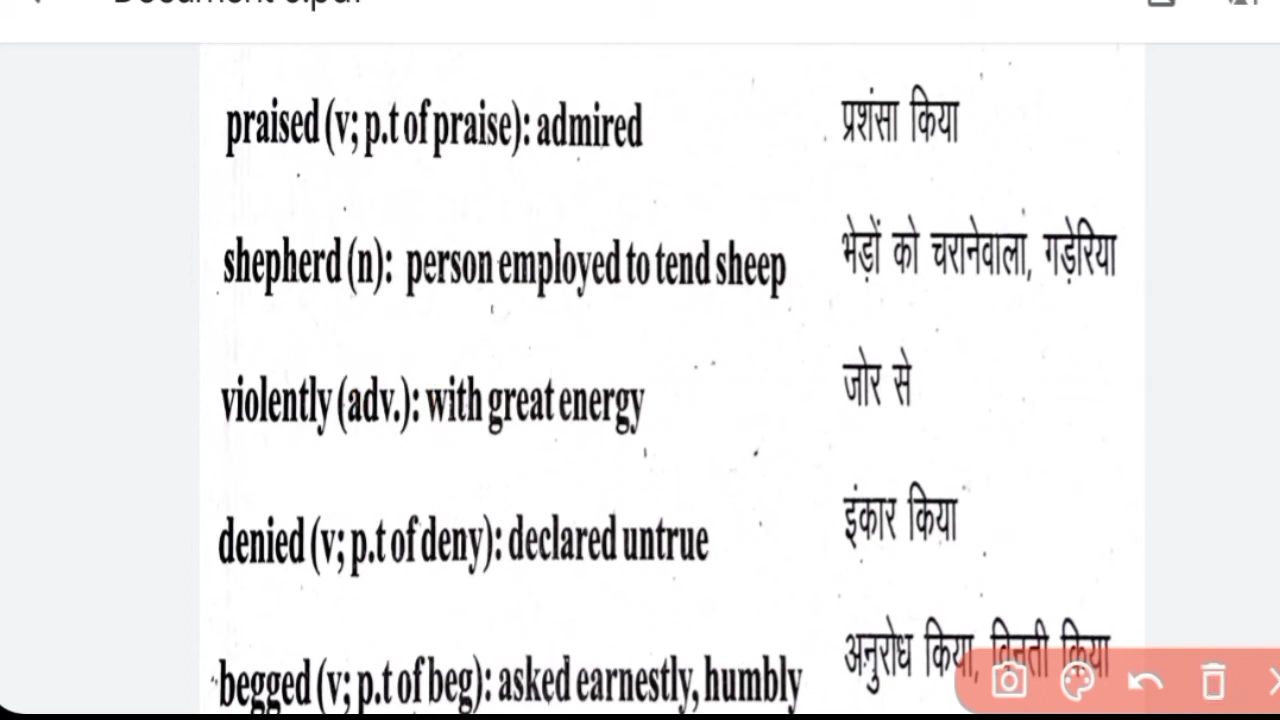 praised (v; p.t of praise): admired प्रशंसा किया
shepherd (n): person employed to tend sheep भेड़ों को चरानेवाला, गड़ेरिया
violently (adv.): with great energy जोर से
denied (v; p.t of deny): declared untrue इंकार किया
begged (v; p.t of beg): asked earnestly, humbly अनुरोध किया, विनती किया